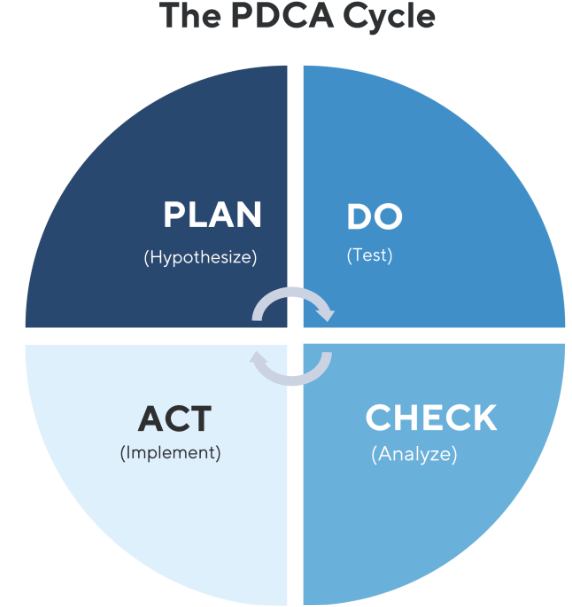 The PDCA Cycle
PLAN
(Hypothesize)
DO
(Test)
ACT
(Implement)
CHECK
(Analyze)